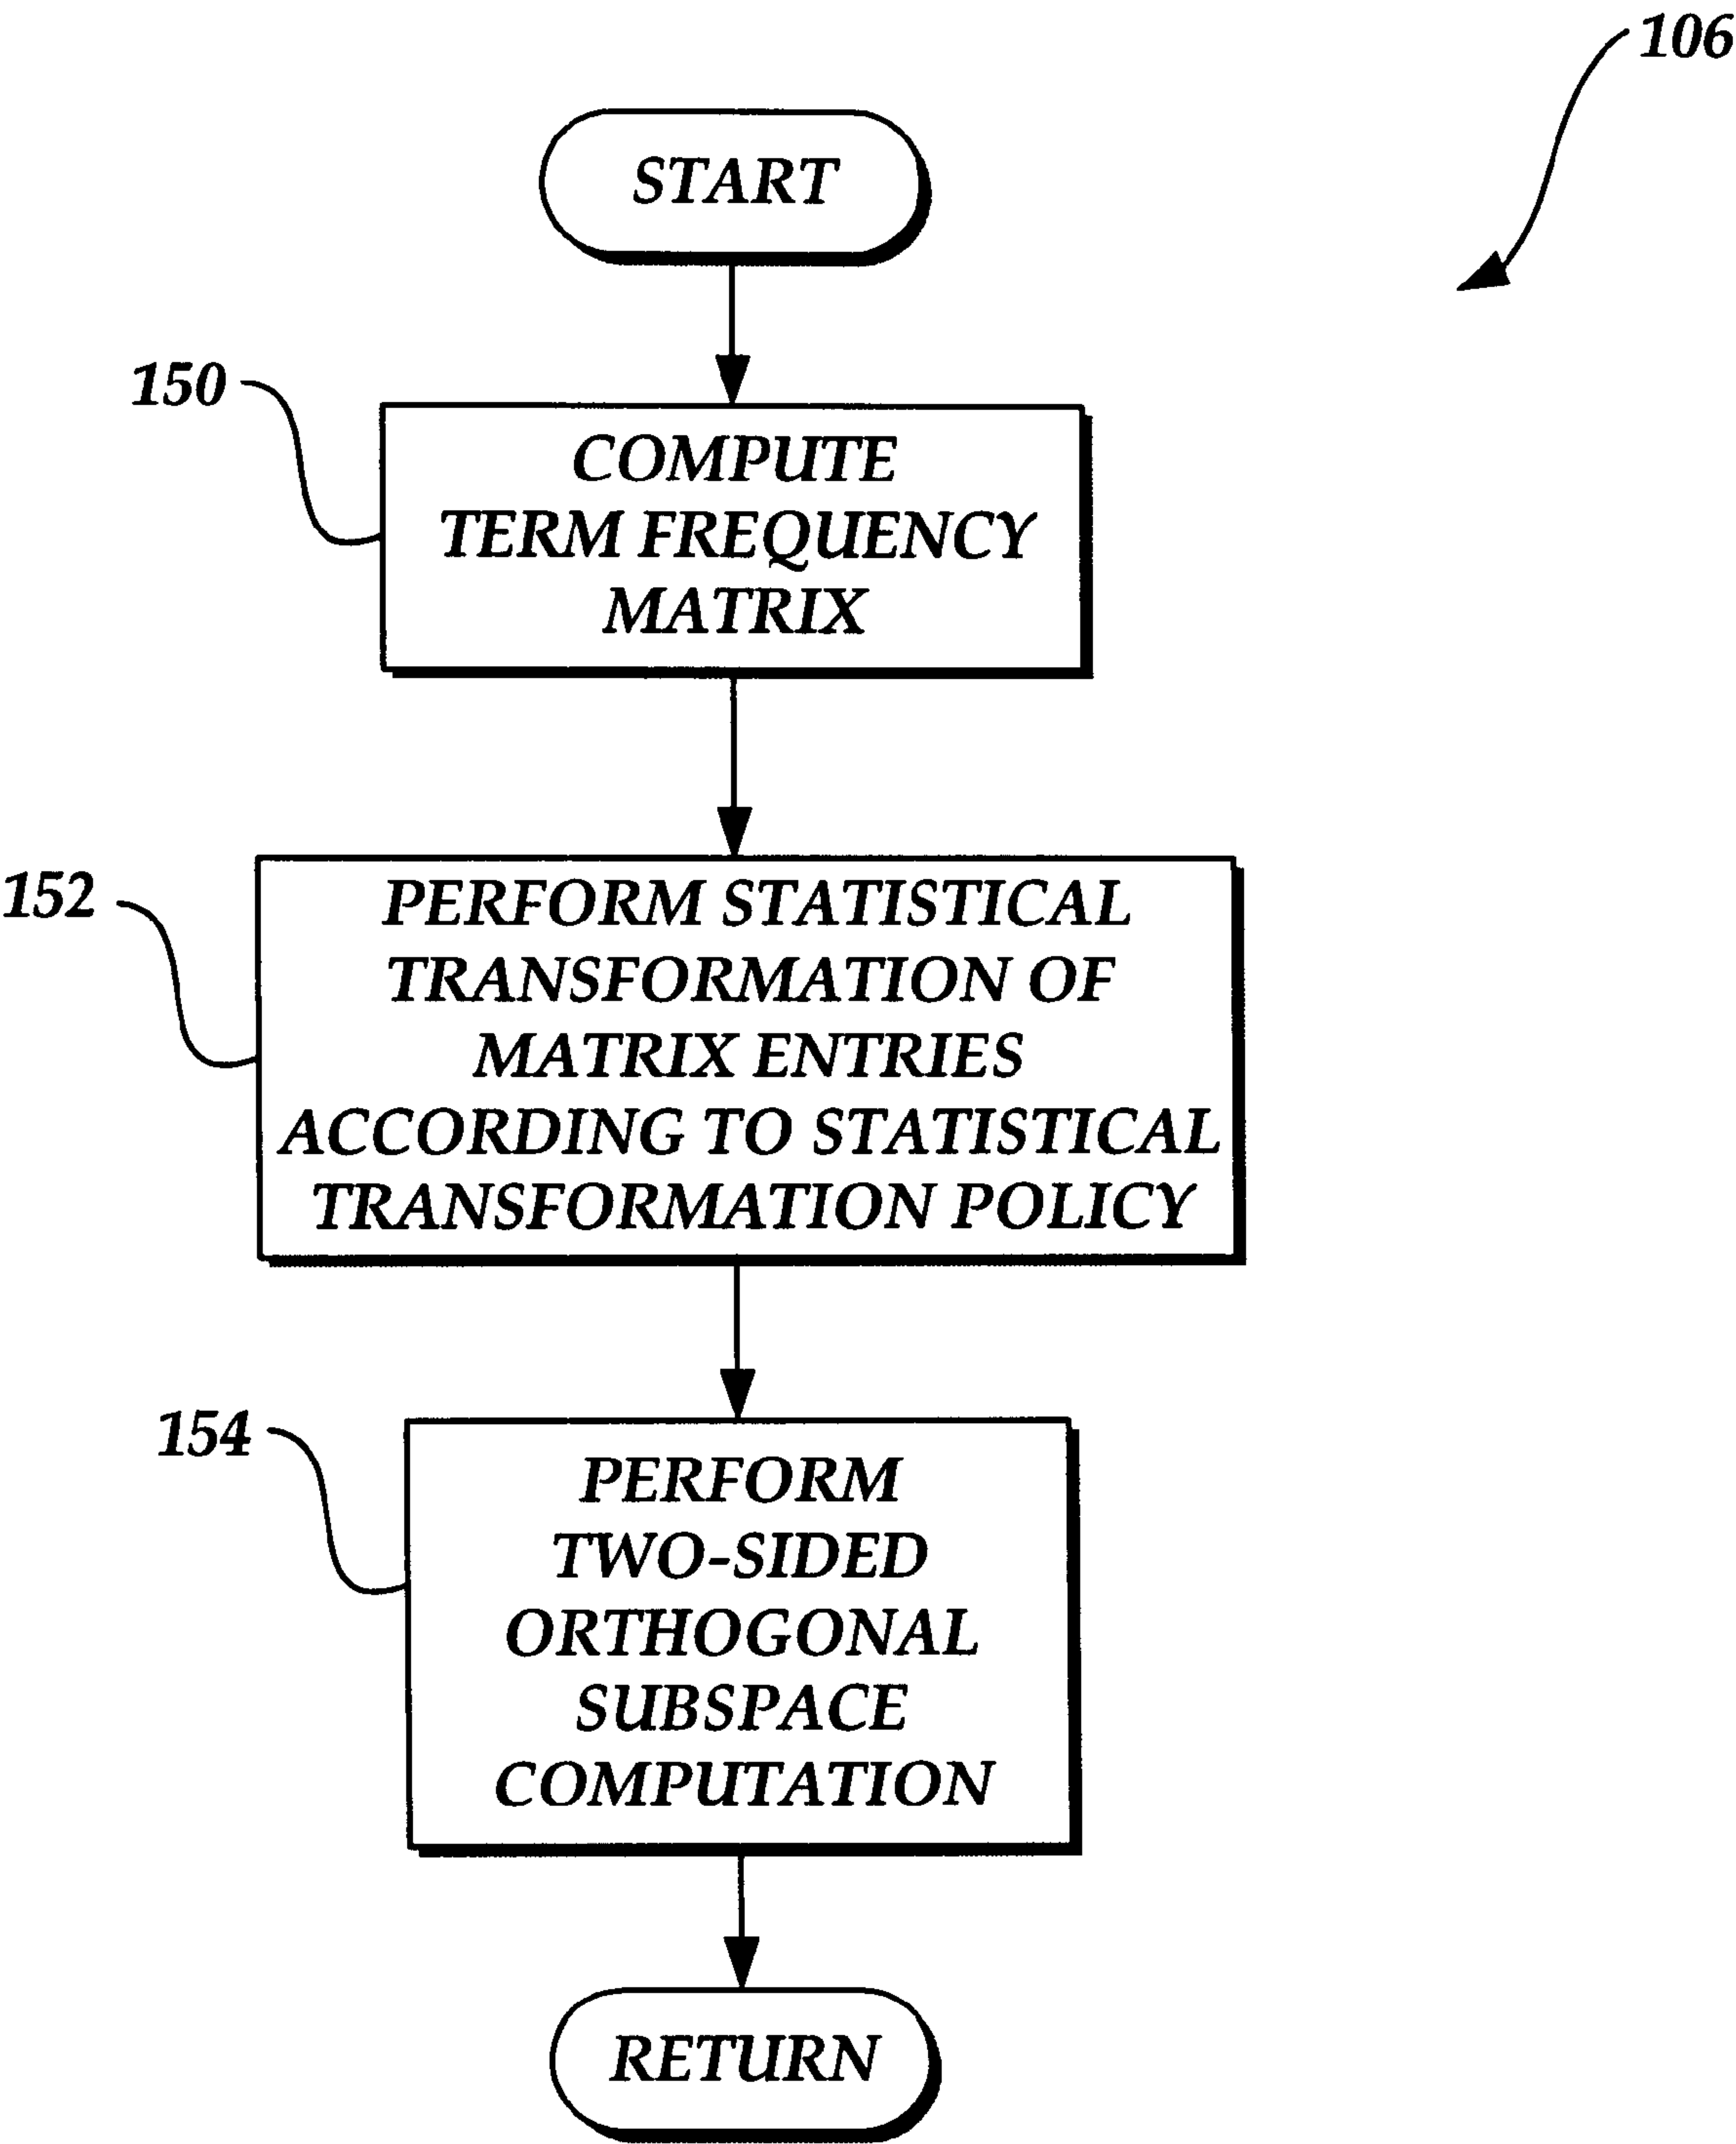 106
START
150
COMPUTE
TERM FREQUENCY
MATRIX
152
PERFORM STATISTICAL
TRANSFORMATION OF
MATRIX ENTRIES
ACCORDING TO STATISTICAL
TRANSFORMATION POLICY
154
PERFORM
TWO-SIDED
ORTHOGONAL
SUBSPACE
COMPUTATION
RETURN